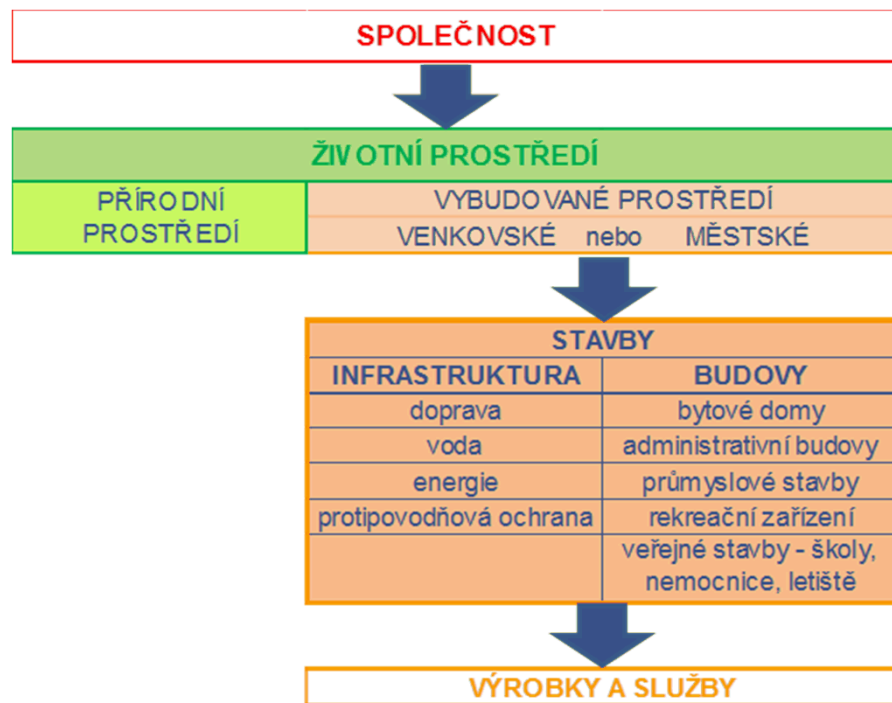 SPOLEČNOST
ŽIVOTNÍ PROSTŘEDÍ
PŘÍRODNÍ
PROSTŘEDÍ
VYBUDOVANÉ PROSTŘEDÍ
VENKOVSKÉ nebo MĚSTSKÉ
STAVBY
INFRASTRUKTURA BUDOVY
doprava bytové domy
voda administrativní budovy
energie průmyslové stavby
protipovodňová ochrana rekreační zařízení
veřejné stavby - školy,
nemocnice, letiště
VÝROBKY A SLUŽBY